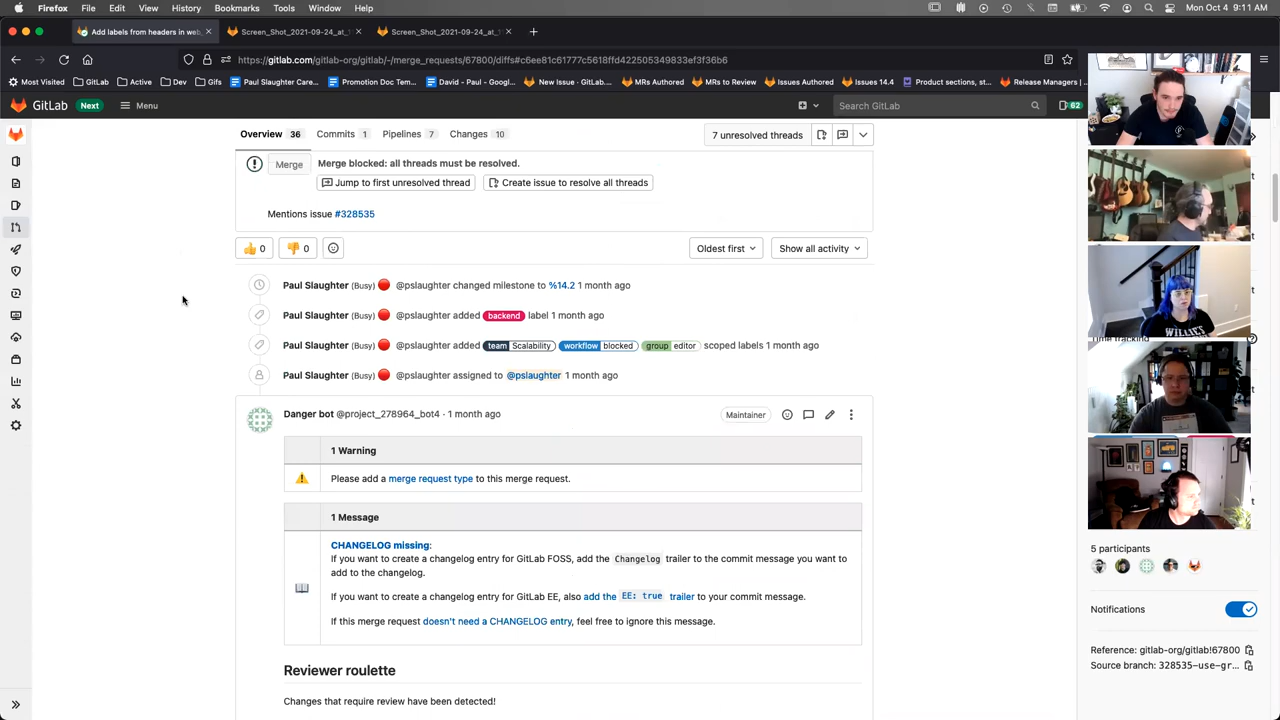 Firefox File Edit View History Bookmarks Tools Window Help
Add labels from headers in web_
Screen_Shot_2021-09-24_at_1
Screen_Shot_2021-09-24_at_
https://gitlab.com/gitlab-org/gitlab/-/merge_requests/67800/diffs#c6ee81c61777c5618ffd422505349833ef3f36b6
Most Visited GitLab Active Dev Gifs Paul Slaughter Care... Promotion Doc Tem... David – Paul - Googl... New Issue · GitLab... MRs Authored MRs to Review Issues Authored Issues 14.4 Product sections, st... Release Managers (...
GitLab Next Menu Search GitLab 62
Overview 36 Commits 1 Pipelines 7 Changes 10 7 unresolved threads
Merge Merge blocked: all threads must be resolved.
Jump to first unresolved thread Create issue to resolve all threads
Mentions issue #328535
0 0 Oldest first Show all activity
Paul Slaughter (Busy) @pslaughter changed milestone to %14.2 1 month ago
Paul Slaughter (Busy) @pslaughter added backend label 1 month ago
Paul Slaughter (Busy) @pslaughter added team Scalability workflow blocked group editor scoped labels 1 month ago
Paul Slaughter (Busy) @pslaughter assigned to @pslaughter 1 month ago
Danger bot @project_278964_bot4 · 1 month ago Maintainer
1 Warning
Please add a merge request type to this merge request.
1 Message
CHANGELOG missing:
If you want to create a changelog entry for GitLab FOSS, add the Changelog trailer to the commit message you want to
add to the changelog.
If you want to create a changelog entry for GitLab EE, also add the EE: true trailer to your commit message.
If this merge request doesn't need a CHANGELOG entry, feel free to ignore this message.
Reviewer roulette
Changes that require review have been detected!
WILLIE'S
5 participants
Notifications
Reference: gitlab-org/gitlab!67800
Source branch: 328535-use-gr...